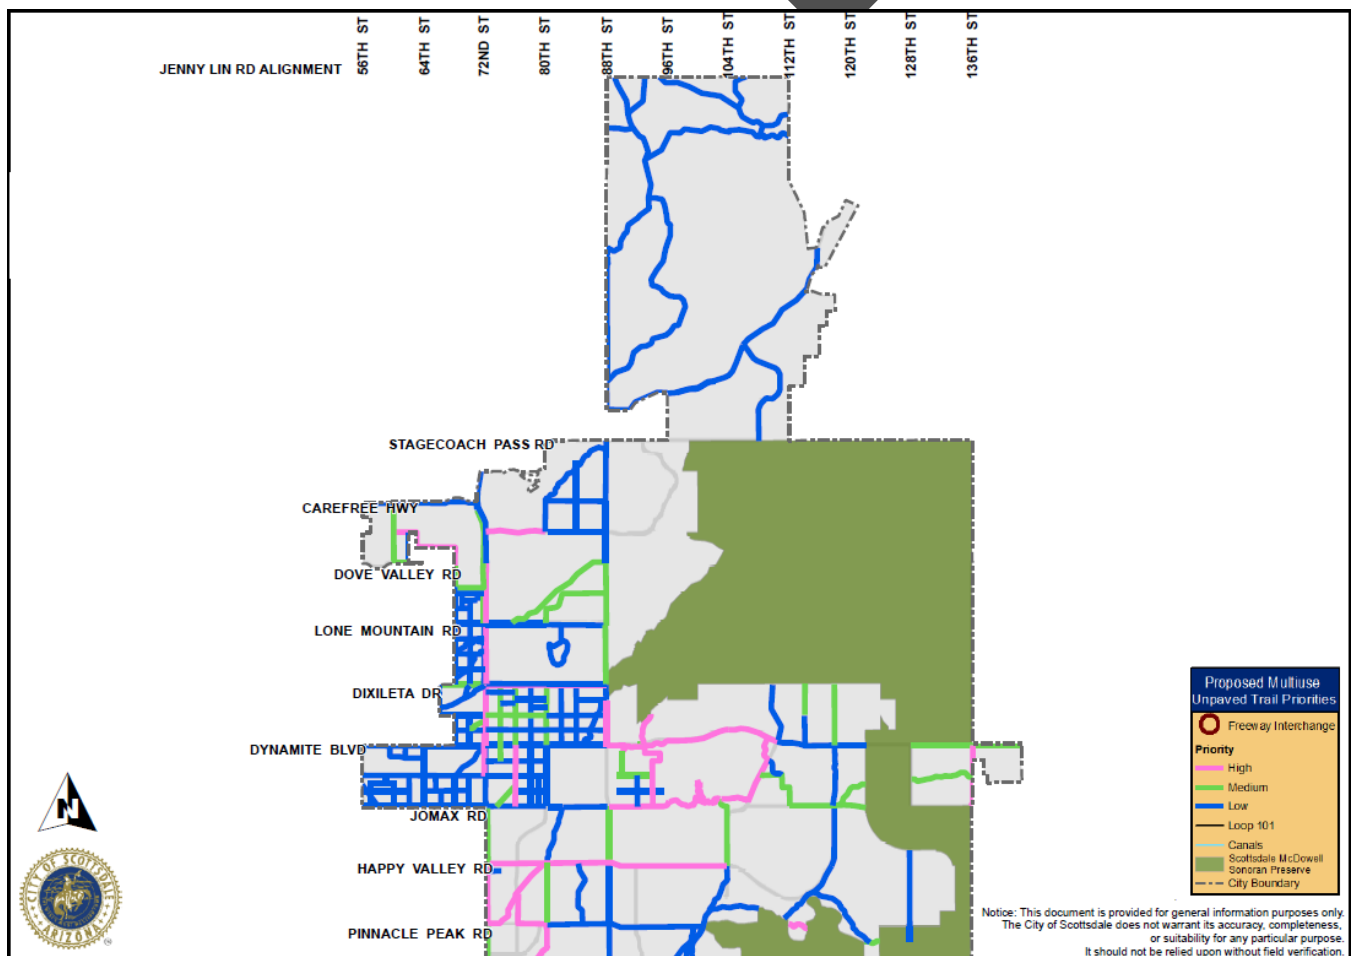 56TH ST
64TH ST
72ND ST
80TH ST
88TH ST
96TH ST
104TH ST
112TH ST
120TH ST
128TH ST
136TH ST
JENNY LIN RD ALIGNMENT
STAGECOACH PASS RD
CAREFREE HWY
DOVE VALLEY RD
LONE MOUNTAIN RD
DIXILETA DR
DYNAMITE BLVD
JOMAX RD
HAPPY VALLEY RD
PINNACLE PEAK RD
N
CITY OF SCOTTSDALE
ARIZONA
Proposed Multiuse
Unpaved Trail Priorities
Freeway Interchange
Priority
High
Medium
Low
Loop 101
Canals
Scottsdale McDowell
Sonoran Preserve
City Boundary
Notice: This document is provided for general information purposes only.
The City of Scottsdale does not warrant its accuracy, completeness,
or suitability for any particular purpose.
It should not be relied upon without field verification.